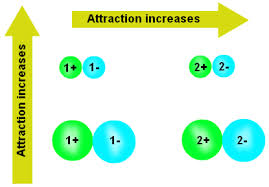 Attraction increases
Attraction increases
1+ 1-
2+ 2-
1+ 1-
2+ 2-